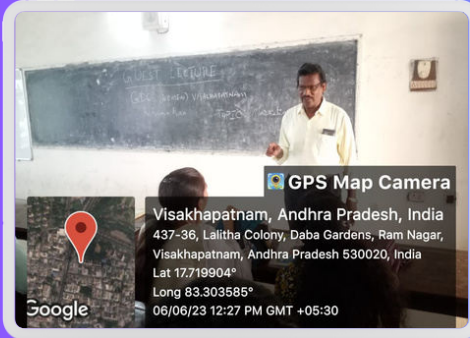 GUEST LECTURE
GPS Map Camera
Visakhapatnam, Andhra Pradesh, India
437-36, Lalitha Colony, Daba Gardens, Ram Nagar,
Visakhapatnam, Andhra Pradesh 530020, India
Lat 17.719904°
Long 83.303585°
06/06/23 12:27 PM GMT +05:30
Google